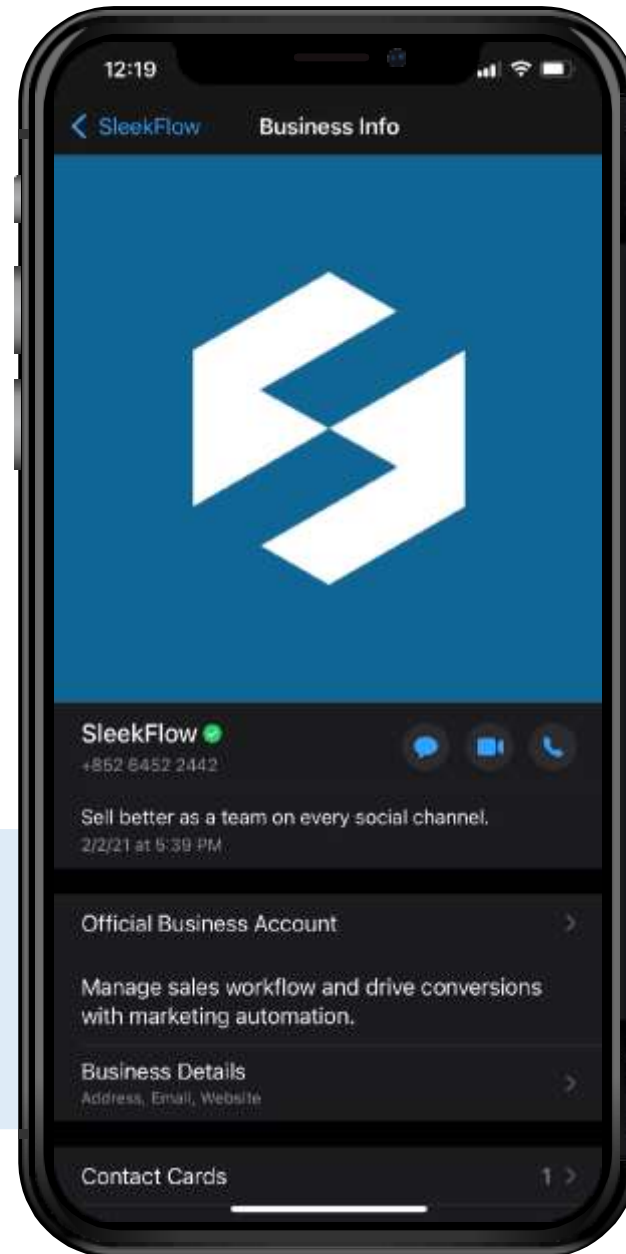 12:19
SleekFlow
Business Info
SleekFlow
+852 6452 2442
Sell better as a team on every social channel.
2/2/21 at 5:39 PM
Official Business Account
Manage sales workflow and drive conversions
with marketing automation.
Business Details
Address, Email, Website
Contact Cards
1